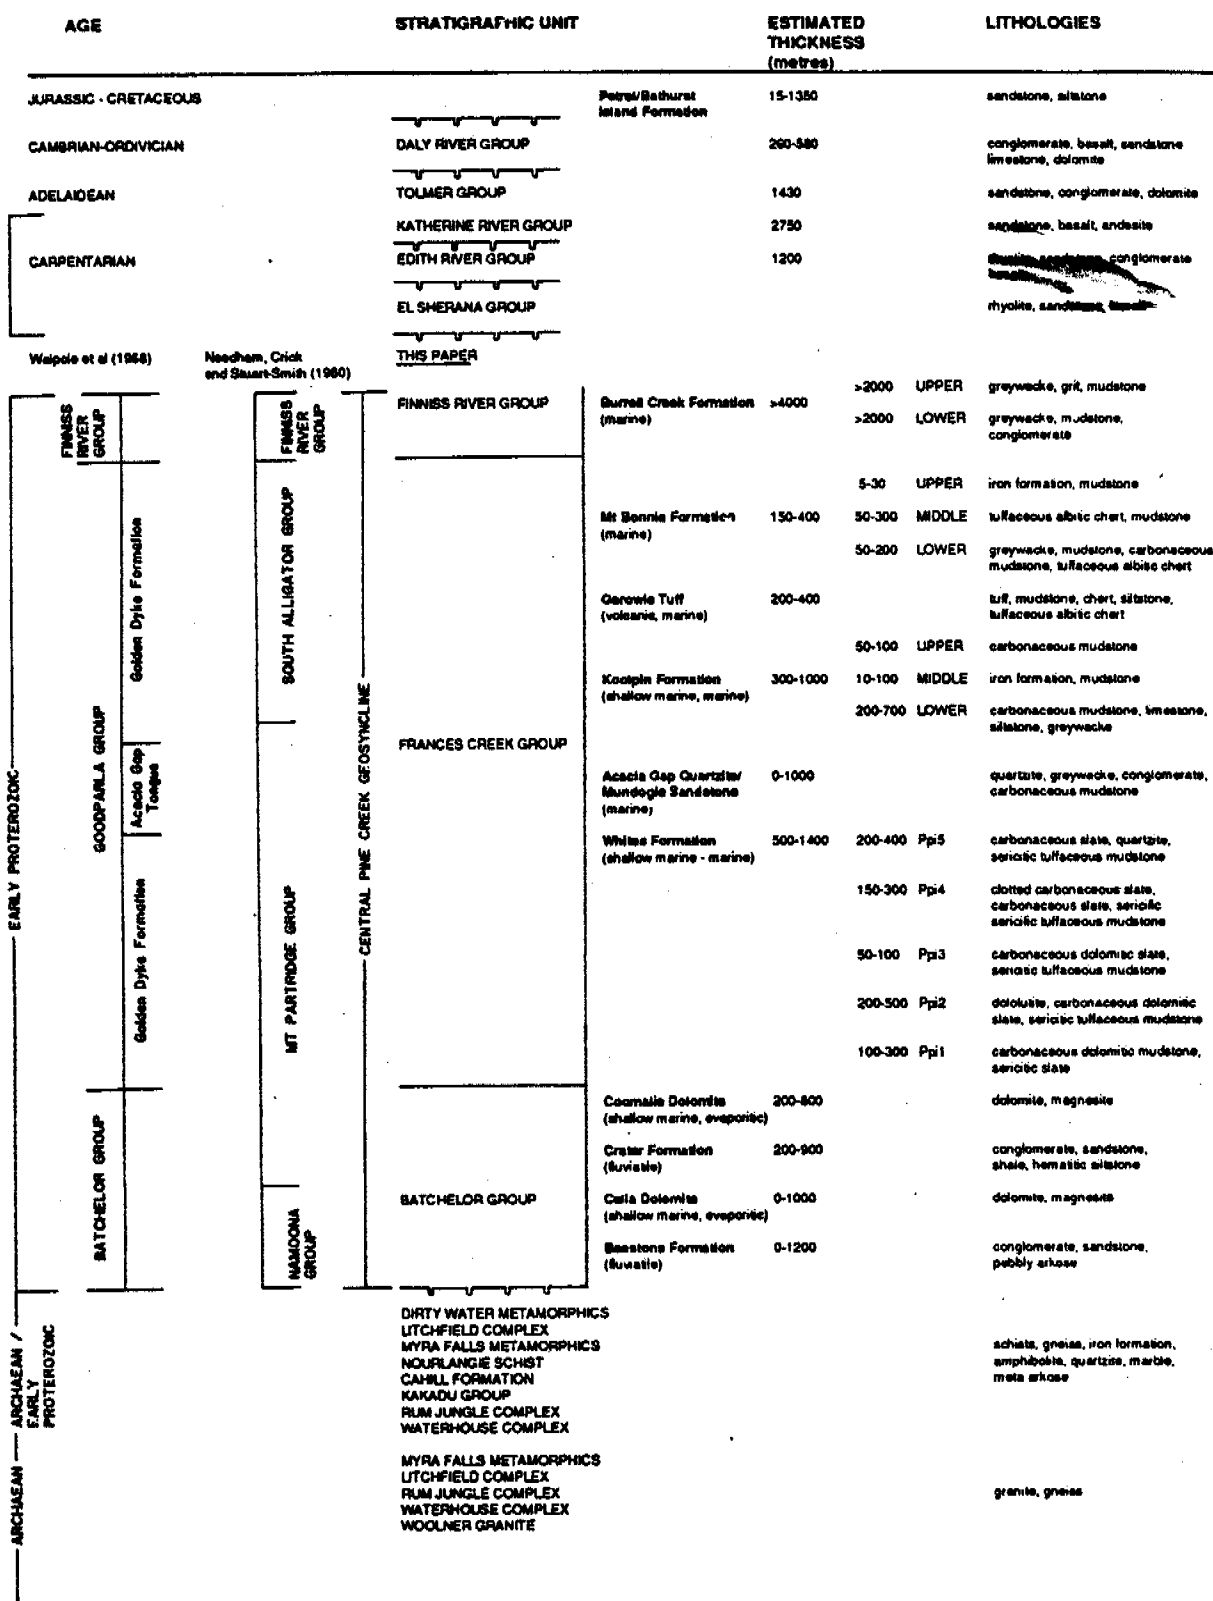 AGE STRATIGRAPHIC UNIT ESTIMATED THICKNESS (metres) LITHOLOGIES
JURASSIC - CRETACEOUS Petrel/Bathurst 15-1350 sandstone, siltstone
Island Formation
CAMBRIAN-ORDIVICIAN DALY RIVER GROUP conglomerate, basalt, sandstone
limestone, dolomite
ADELAIDEAN TOLMER GROUP 1430 sandstone, conglomerate, dolomite
KATHERINE RIVER GROUP 2750 sandstone, basalt, andesite
CARPENTARIAN EDITH RIVER GROUP 1200 conglomerate
EL SHERANA GROUP rhyolite, sandstone,
Walpole et al (1968) Needham, Crick THIS PAPER
and Stuart-Smith (1980)
>2000 UPPER greywacke, grit, mudstone
FINNISS RIVER GROUP
FINNISS RIVER GROUP
FINNISS RIVER GROUP Burrell Creek Formation >4000
(marine) >2000 LOWER greywacke, mudstone,
conglomerate
5-30 UPPER iron formation, mudstone
Mt Bonnie Formation 150-400 50-300 MIDDLE tuffaceous albitic chert, mudstone
(marine)
50-200 LOWER greywacke, mudstone, carbonaceous
mudstone, tuffaceous albitic chert
Golden Dyke Formation
SOUTH ALLIGATOR GROUP
Gerowie Tuff 200-400 tuff, mudstone, chert, siltstone,
(volcanic, marine) tuffaceous albitic chert
50-100 UPPER carbonaceous mudstone
Koolpin Formation 300-1000 10-100 MIDDLE iron formation, mudstone
(shallow marine, marine)
200-700 LOWER carbonaceous mudstone, limestone,
siltstone, greywacke
FRANCES CREEK GROUP
EARLY PROTEROZOIC
GOODPARLA GROUP
Acacia Gap Tongue
CENTRAL PINE CREEK GEOSYNCLINE
Acacia Gap Quartzite/ 0-1000 quartzite, greywacke, conglomerate,
Mundogie Sandstone carbonaceous mudstone
(marine)
Whites Formation 500-1400 200-400 Ppi5 carbonaceous slate, quartzite,
(shallow marine - marine) sericitic tuffaceous mudstone
150-300 Ppi4 clotted carbonaceous slate,
carbonaceous slate, sericific
sericific tuffaceous mudstone
Golden Dyke Formation
MT PARTRIDGE GROUP
50-100 Ppi3 carbonaceous dolomitic slate,
sericitic tuffaceous mudstone
200-500 Ppi2 dololutite, carbonaceous dolomitic
slate, sericitic tuffaceous mudstone
100-300 Ppi1 carbonaceous dolomitic mudstone,
sericitic slate
Coomalie Dolomite 200-800 dolomite, magnesite
(shallow marine, evaporitic)
BATCHELOR GROUP
Crater Formation 200-900 conglomerate, sandstone,
(fluviatile) shale, hematitic siltstone
BATCHELOR GROUP Celia Dolomite 0-1000 dolomite, magnesite
(shallow marine, evaporitic)
NAMOONA GROUP
Beestons Formation 0-1200 conglomerate, sandstone,
(fluviatile) pebbly arkose
DIRTY WATER METAMORPHICS
LITCHFIELD COMPLEX
MYRA FALLS METAMORPHICS schists, gneiss, iron formation,
NOURLANGIE SCHIST amphibolite, quartzite, marble,
CAHILL FORMATION meta arkose
KAKADU GROUP
RUM JUNGLE COMPLEX
WATERHOUSE COMPLEX
ARCHAEAN / EARLY PROTEROZOIC
MYRA FALLS METAMORPHICS
LITCHFIELD COMPLEX
RUM JUNGLE COMPLEX granite, gneiss
WATERHOUSE COMPLEX
WOOLNER GRANITE
ARCHAEAN